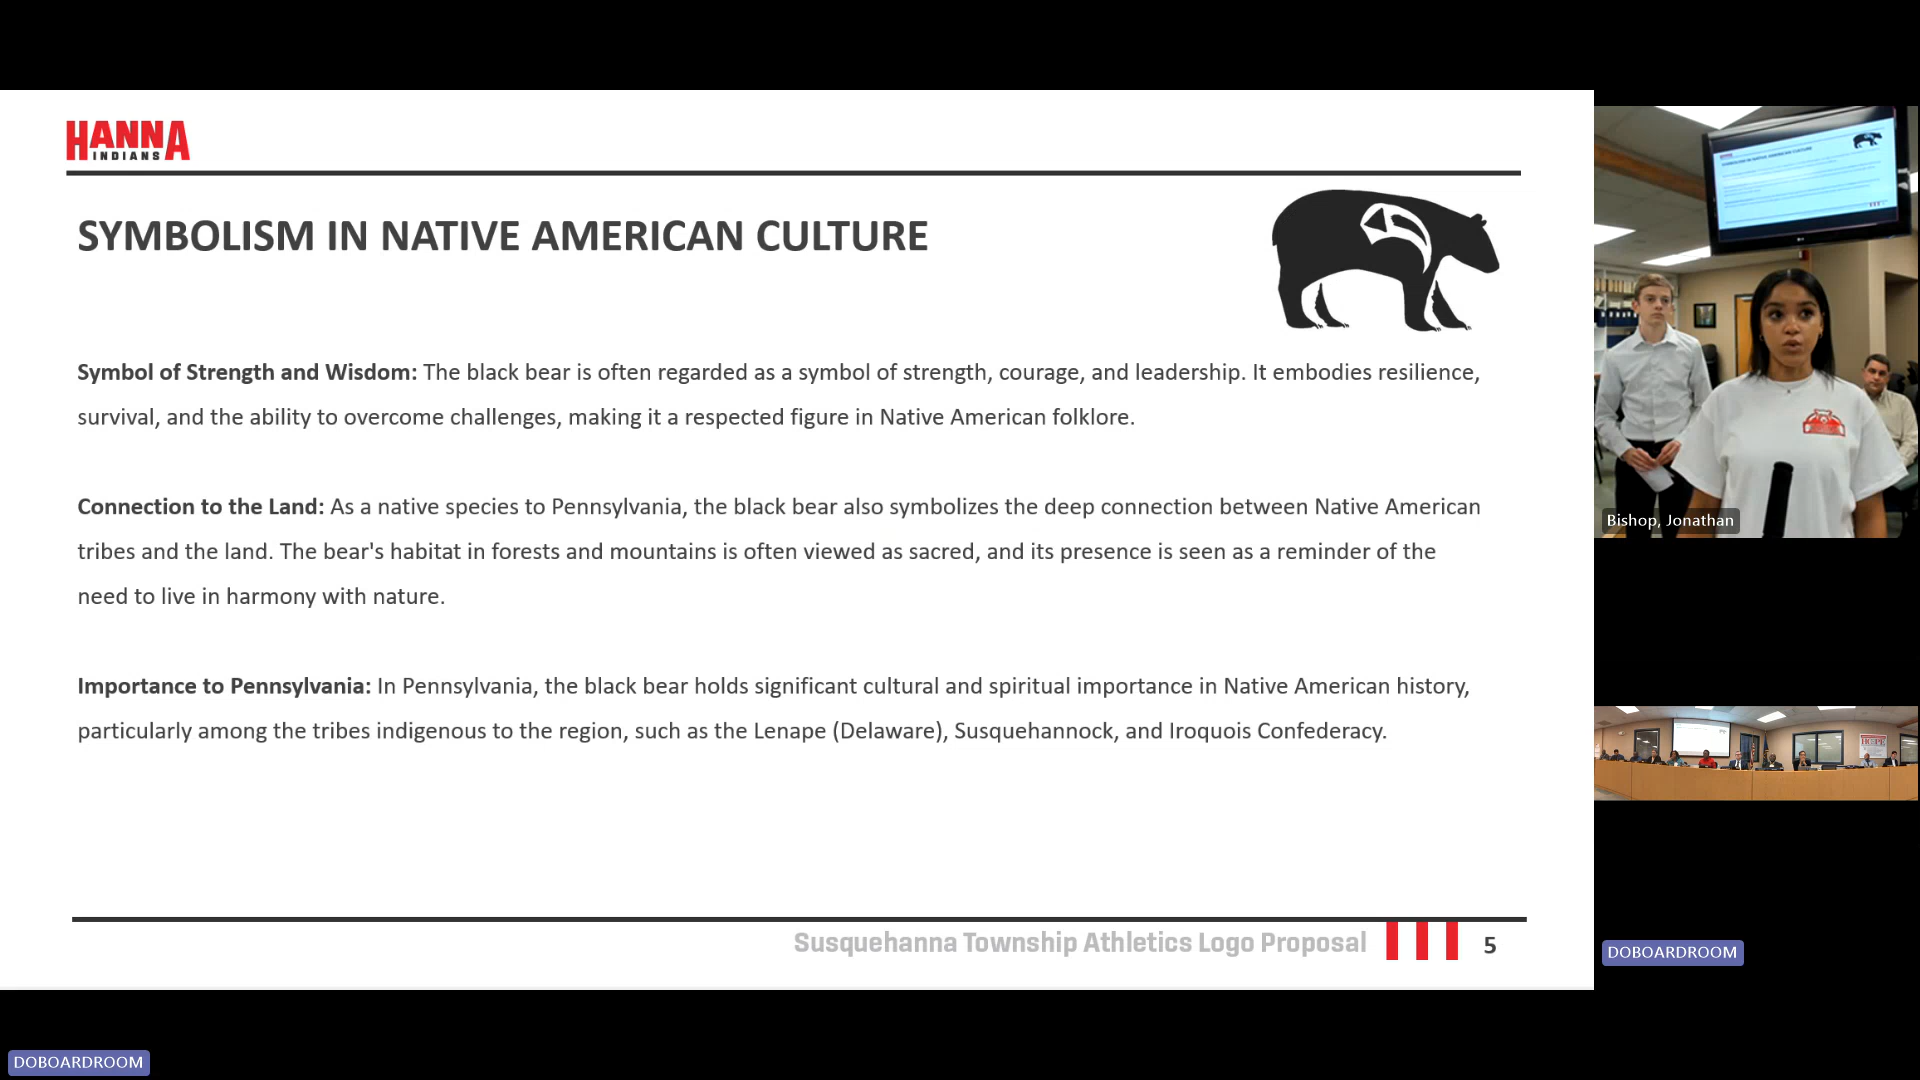 HANNA
INDIANS
SYMBOLISM IN NATIVE AMERICAN CULTURE
Symbol of Strength and Wisdom: The black bear is often regarded as a symbol of strength, courage, and leadership. It embodies resilience,
survival, and the ability to overcome challenges, making it a respected figure in Native American folklore.
Connection to the Land: As a native species to Pennsylvania, the black bear also symbolizes the deep connection between Native American
tribes and the land. The bear's habitat in forests and mountains is often viewed as sacred, and its presence is seen as a reminder of the
need to live in harmony with nature.
Importance to Pennsylvania: In Pennsylvania, the black bear holds significant cultural and spiritual importance in Native American history,
particularly among the tribes indigenous to the region, such as the Lenape (Delaware), Susquehannock, and Iroquois Confederacy.
Susquehanna Township Athletics Logo Proposal
5
SYMBOLISM IN NATIVE AMERICAN CULTURE
Bishop, Jonathan
DOBOARDROOM
DOBOARDROOM